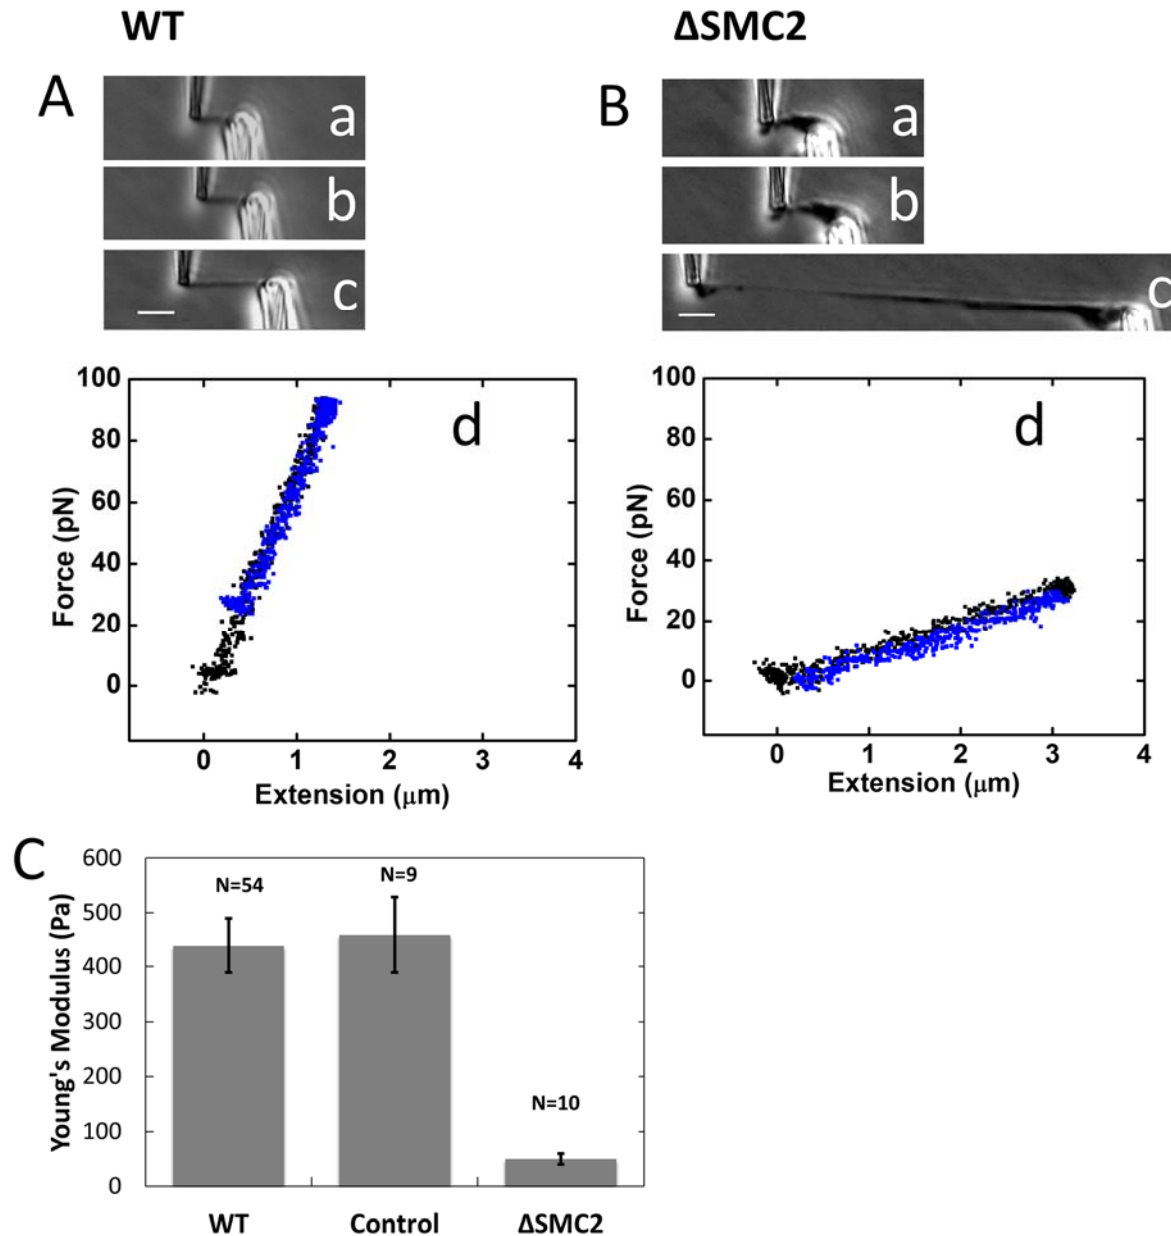 WT
ΔSMC2
A
a
b
c
B
a
b
c
100
80
60
40
20
0
Force (pN)
d
0 1 2 3 4
Extension (μm)
100
80
60
40
20
0
Force (pN)
d
0 1 2 3 4
Extension (μm)
C
600
500
400
300
200
100
0
Young's Modulus (Pa)
N=54
N=9
N=10
WT Control ΔSMC2